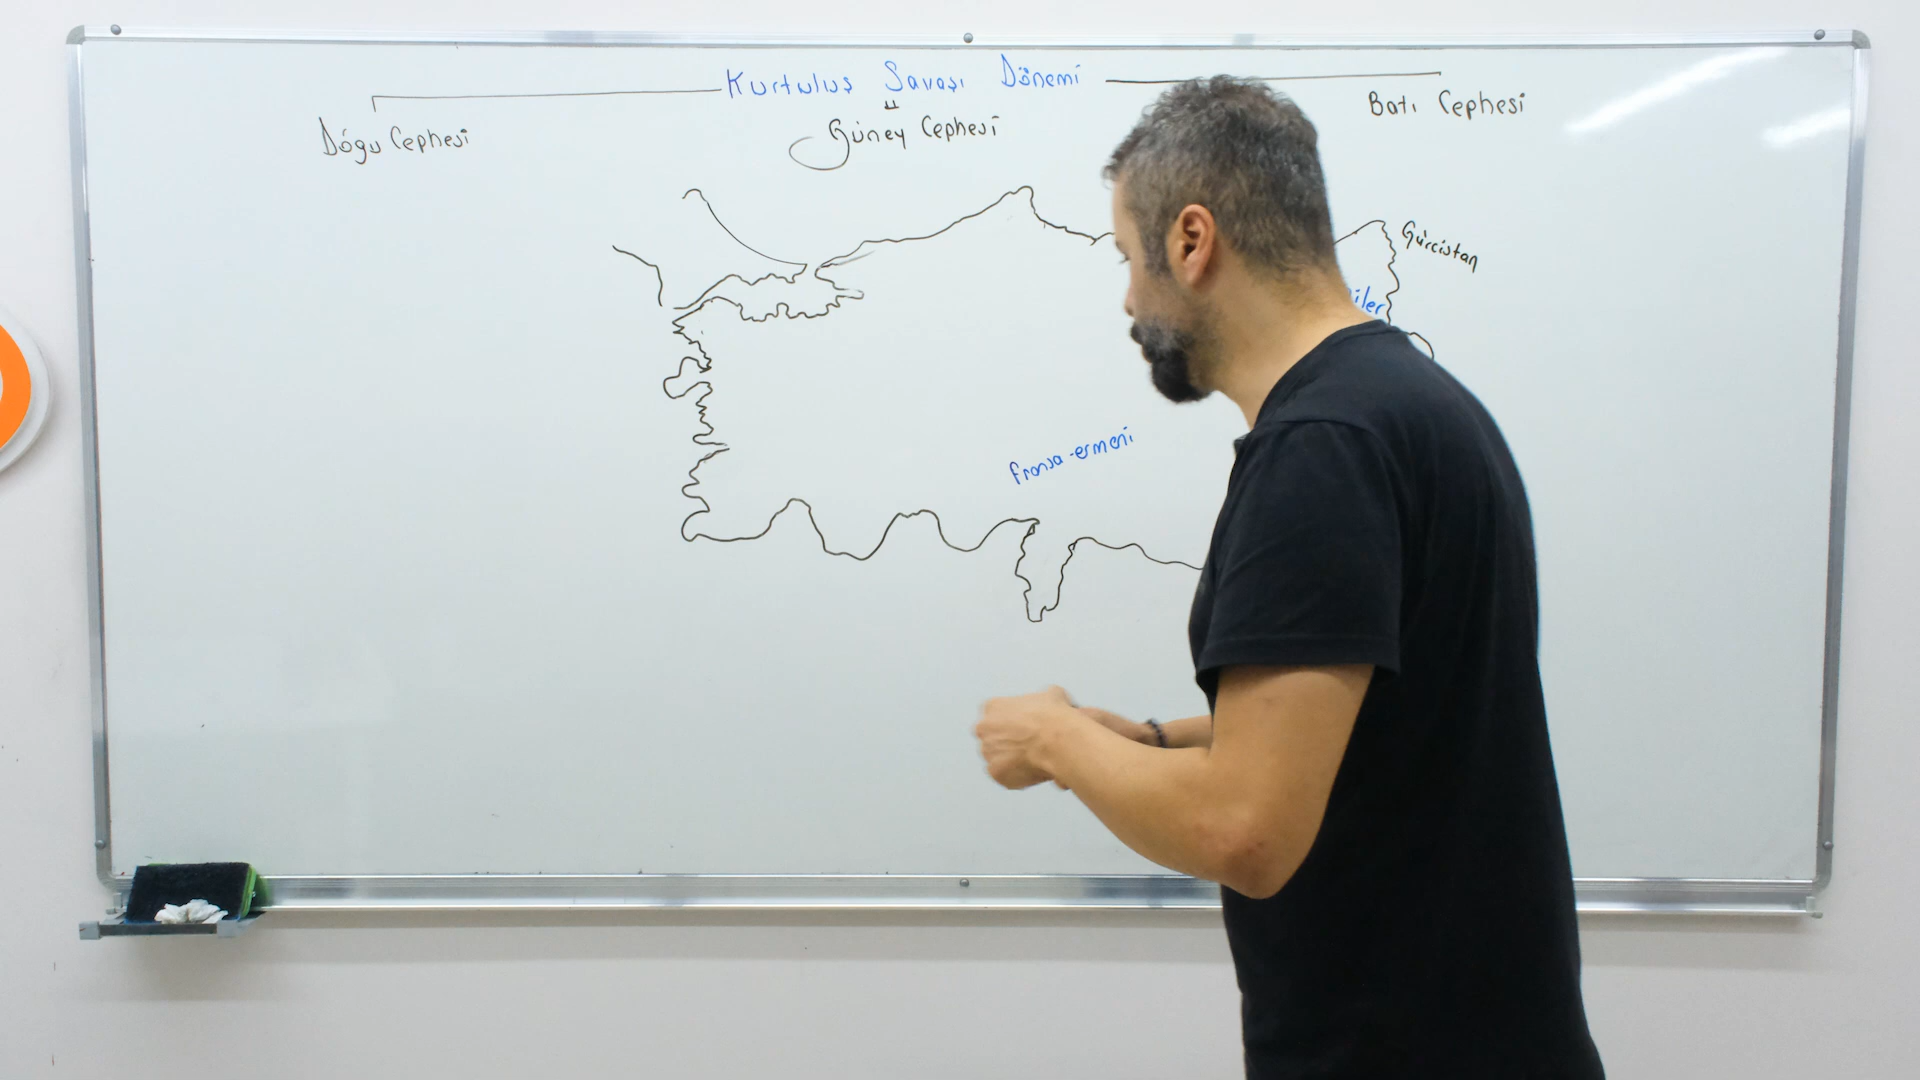 Kurtuluş Savaşı Dönemi
Doğu Cephesi
Güney Cephesi
Batı Cephesi
Gürcistan
fransa-ermeni